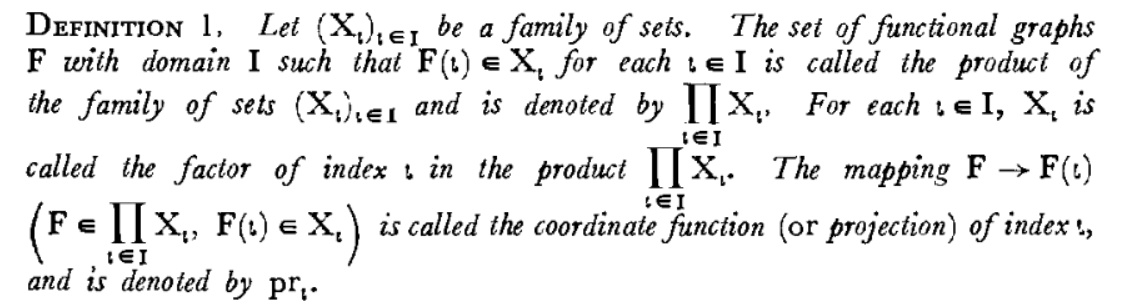 DEFINITION 1. Let (X_ι)_{ι∈I} be a family of sets. The set of functional graphs
F with domain I such that F(ι) ∈ X_ι for each ι ∈ I is called the product of
the family of sets (X_ι)_{ι∈I} and is denoted by ∏_{ι∈I} X_ι. For each ι ∈ I, X_ι is
called the factor of index ι in the product ∏_{ι∈I} X_ι. The mapping F → F(ι)
(F ∈ ∏_{ι∈I} X_ι, F(ι) ∈ X_ι) is called the coordinate function (or projection) of index ι,
and is denoted by pr_ι.